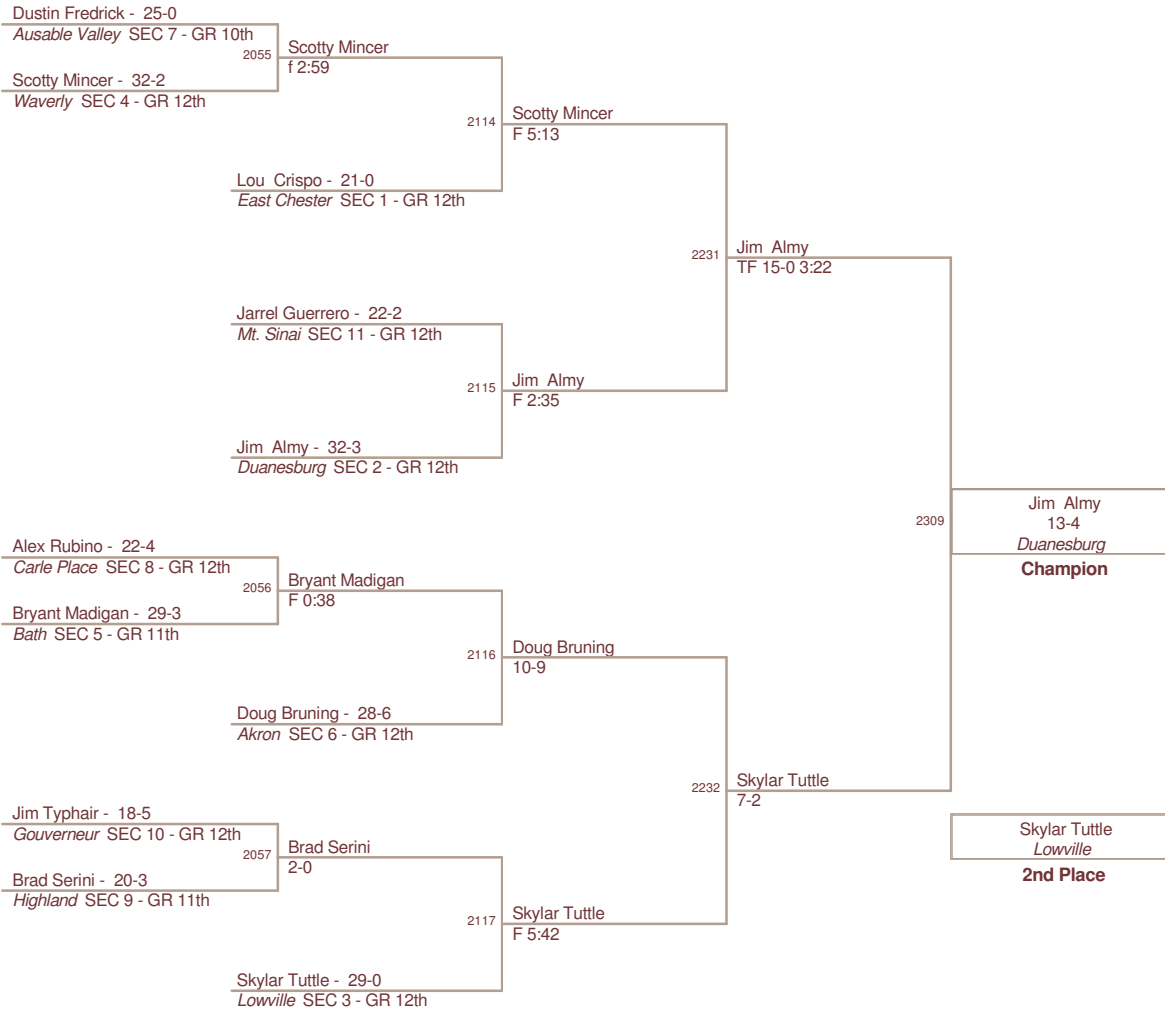 Dustin Fredrick - 25-0
Ausable Valley SEC 7 - GR 10th
2055
Scotty Mincer
f 2:59
Scotty Mincer - 32-2
Waverly SEC 4 - GR 12th
2114
Scotty Mincer
F 5:13
Lou Crispo - 21-0
East Chester SEC 1 - GR 12th
2231
Jim Almy
TF 15-0 3:22
Jarrel Guerrero - 22-2
Mt. Sinai SEC 11 - GR 12th
2115
Jim Almy
F 2:35
Jim Almy - 32-3
Duanesburg SEC 2 - GR 12th
2309
Jim Almy
13-4
Duanesburg
Champion
Alex Rubino - 22-4
Carle Place SEC 8 - GR 12th
2056
Bryant Madigan
F 0:38
Bryant Madigan - 29-3
Bath SEC 5 - GR 11th
2116
Doug Bruning
10-9
Doug Bruning - 28-6
Akron SEC 6 - GR 12th
2232
Skylar Tuttle
7-2
Jim Typhair - 18-5
Gouverneur SEC 10 - GR 12th
2057
Brad Serini
2-0
Brad Serini - 20-3
Highland SEC 9 - GR 11th
2117
Skylar Tuttle
F 5:42
Skylar Tuttle - 29-0
Lowville SEC 3 - GR 12th
Skylar Tuttle
Lowville
2nd Place